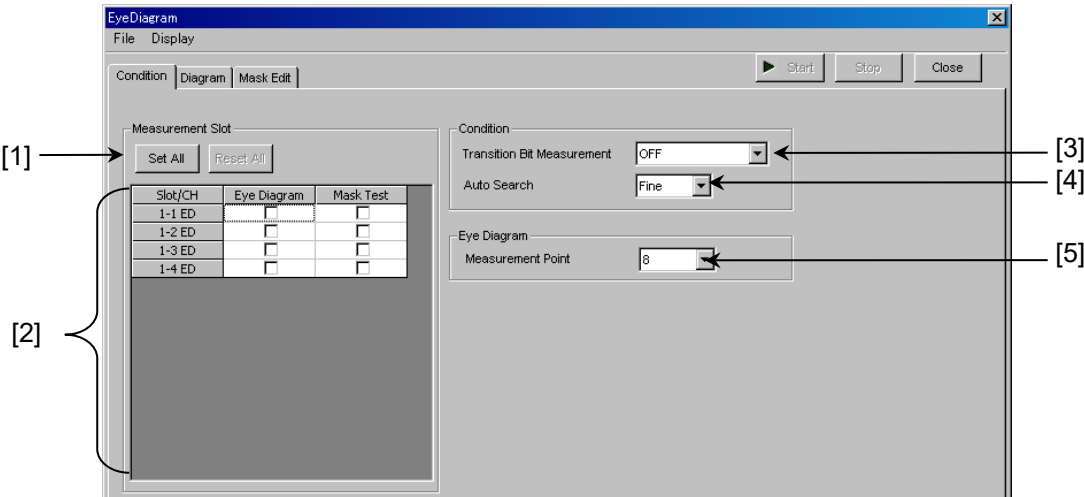 EyeDiagram
File Display
Start Stop Close
Condition Diagram Mask Edit
Measurement Slot
Set All Reset All
Slot/CH Eye Diagram Mask Test
1-1 ED
1-2 ED
1-3 ED
1-4 ED
Condition
Transition Bit Measurement OFF
Auto Search Fine
Eye Diagram
Measurement Point 8
[1]
[2]
[3]
[4]
[5]